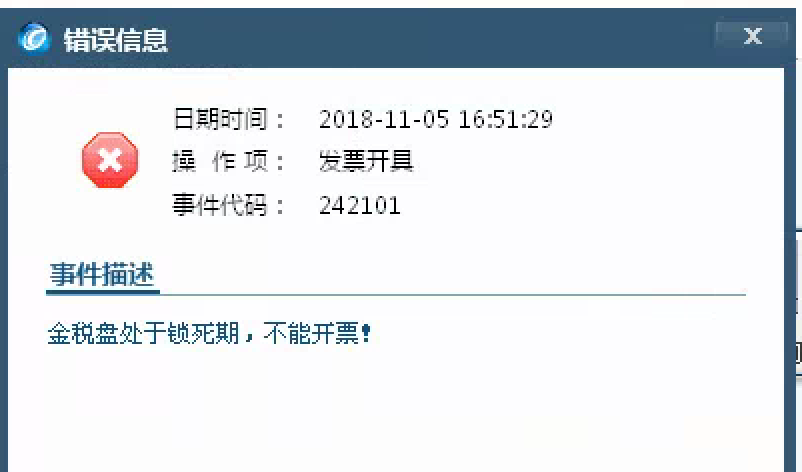 错误信息
日期时间： 2018-11-05 16:51:29
操 作 项： 发票开具
事件代码： 242101
事件描述
金税盘处于锁死期，不能开票！